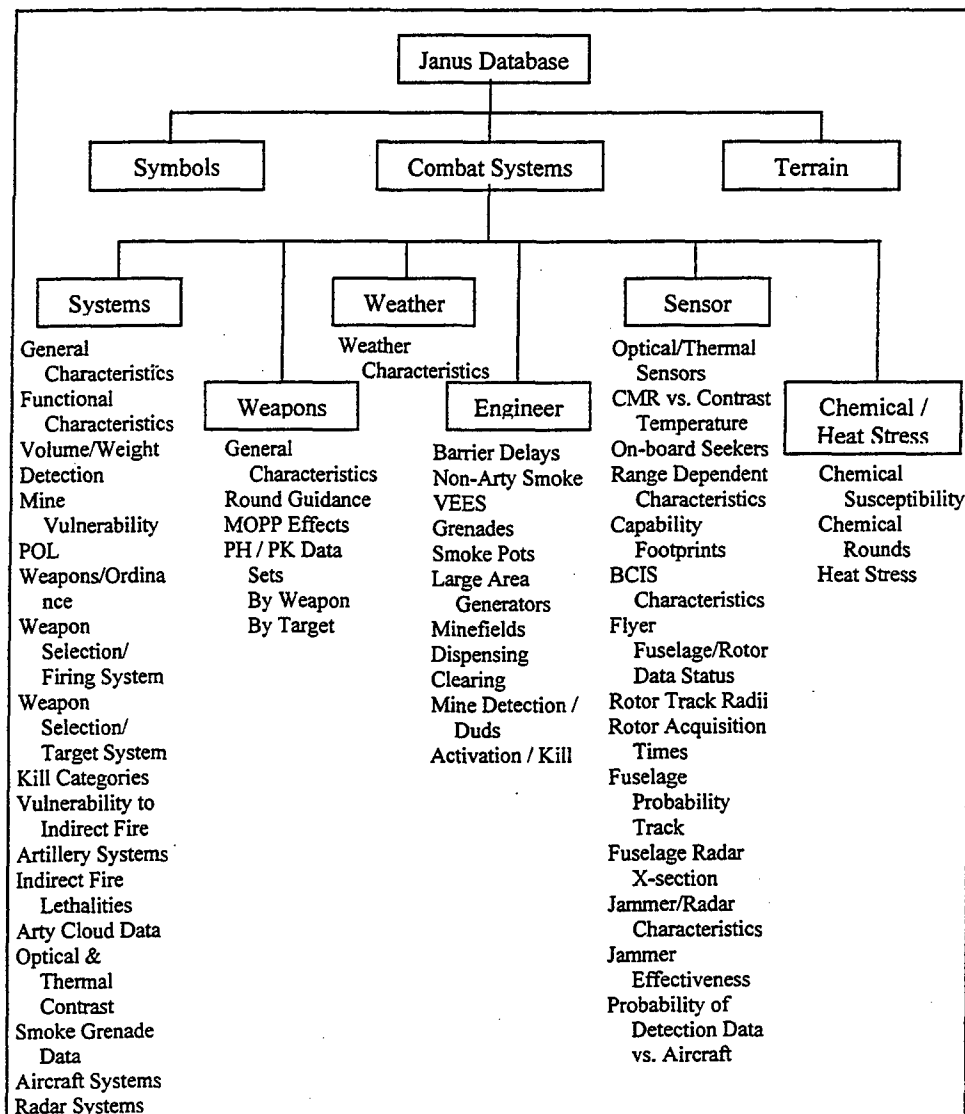 Janus Database
Symbols
Combat Systems
Terrain
Systems
General
Characteristics
Functional
Characteristics
Volume/Weight
Detection
Mine
Vulnerability
POL
Weapons/Ordina
nce
Weapon
Selection/
Firing System
Weapon
Selection/
Target System
Kill Categories
Vulnerability to
Indirect Fire
Artillery Systems
Indirect Fire
Lethalities
Arty Cloud Data
Optical &
Thermal
Contrast
Smoke Grenade
Data
Aircraft Systems
Radar Systems
Weapons
General
Characteristics
Round Guidance
MOPP Effects
PH / PK Data
Sets
By Weapon
By Target
Weather
Weather
Characteristics
Engineer
Barrier Delays
Non-Arty Smoke
VEES
Grenades
Smoke Pots
Large Area
Generators
Minefields
Dispensing
Clearing
Mine Detection /
Duds
Activation / Kill
Sensor
Optical/Thermal
Sensors
CMR vs. Contrast
Temperature
On-board Seekers
Range Dependent
Characteristics
Capability
Footprints
BCIS
Characteristics
Flyer
Fuselage/Rotor
Data Status
Rotor Track Radii
Rotor Acquisition
Times
Fuselage
Probability
Track
Fuselage Radar
X-section
Jammer/Radar
Characteristics
Jammer
Effectiveness
Probability of
Detection Data
vs. Aircraft
Chemical /
Heat Stress
Chemical
Susceptibility
Chemical
Rounds
Heat Stress